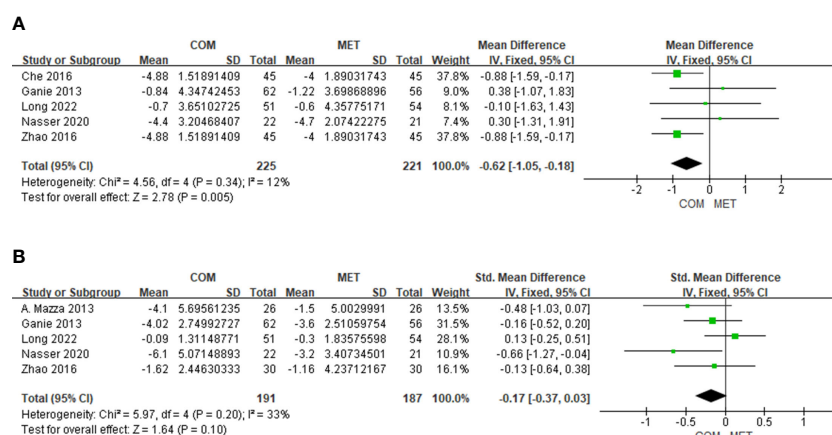 A
COM MET Mean Difference Mean Difference
Study or Subgroup Mean SD Total Mean SD Total Weight IV, Fixed, 95% CI IV, Fixed, 95% CI
Che 2016 -4.88 1.51891409 45 -4 1.89031743 45 37.8% -0.88 [-1.59, -0.17]
Ganie 2013 -0.84 4.34742453 62 -1.22 3.69868896 56 9.0% 0.38 [-1.07, 1.83]
Long 2022 -0.7 3.65102725 51 -0.6 4.35775171 54 8.1% -0.10 [-1.63, 1.43]
Nasser 2020 -4.4 3.20468407 22 -4.7 2.07422275 21 7.4% 0.30 [-1.31, 1.91]
Zhao 2016 -4.88 1.51891409 45 -4 1.89031743 45 37.8% -0.88 [-1.59, -0.17]
Total (95% CI) 225 221 100.0% -0.62 [-1.05, -0.18]
Heterogeneity: Chi² = 4.56, df = 4 (P = 0.34); I² = 12%
Test for overall effect: Z = 2.78 (P = 0.005)
-2 -1 0 1 2
COM MET
B
COM MET Std. Mean Difference Std. Mean Difference
Study or Subgroup Mean SD Total Mean SD Total Weight IV, Fixed, 95% CI IV, Fixed, 95% CI
A. Mazza 2013 -4.1 5.69561235 26 -1.5 5.0029991 26 13.5% -0.48 [-1.03, 0.07]
Ganie 2013 -4.02 2.74992727 62 -3.6 2.51059754 56 31.5% -0.16 [-0.52, 0.20]
Long 2022 -0.09 1.31148771 51 -0.3 1.83575598 54 28.1% 0.13 [-0.25, 0.51]
Nasser 2020 -6.1 5.07148893 22 -3.2 3.40734501 21 10.9% -0.66 [-1.27, -0.04]
Zhao 2016 -1.62 2.44630333 30 -1.16 4.23712167 30 16.1% -0.13 [-0.64, 0.38]
Total (95% CI) 191 187 100.0% -0.17 [-0.37, 0.03]
Heterogeneity: Chi² = 5.97, df = 4 (P = 0.20); I² = 33%
Test for overall effect: Z = 1.64 (P = 0.10)
-1 -0.5 0 0.5 1
COM MET